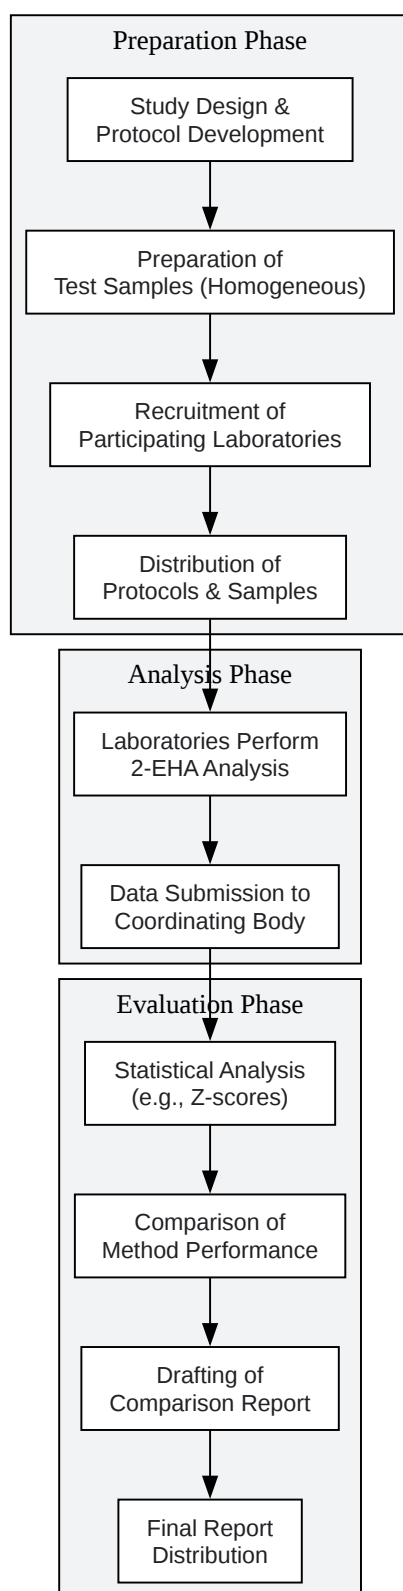 Preparation Phase
Study Design &
Protocol Development
Preparation of
Test Samples (Homogeneous)
Recruitment of
Participating Laboratories
Distribution of
Protocols & Samples
Analysis Phase
Laboratories Perform
2-EHA Analysis
Data Submission to
Coordinating Body
Evaluation Phase
Statistical Analysis
(e.g., Z-scores)
Comparison of
Method Performance
Drafting of
Comparison Report
Final Report
Distribution